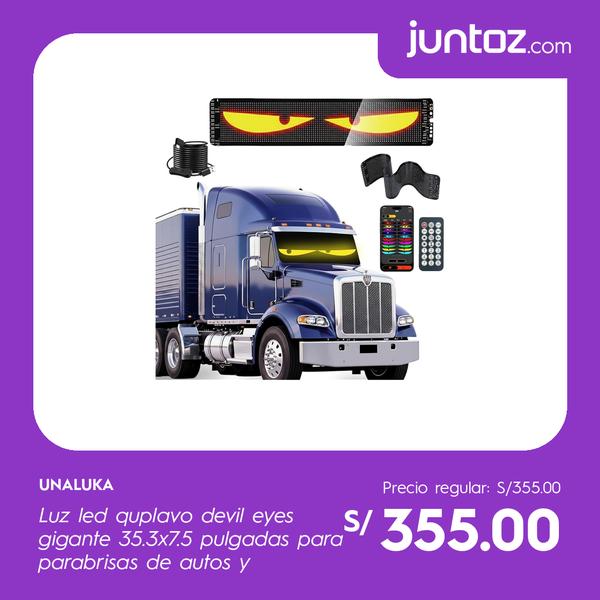 juntoz.com
UNALUKA
Luz led quplavo devil eyes
gigante 35.3x7.5 pulgadas para
parabrisas de autos y
Precio regular: S/355.00
S/ 355.00